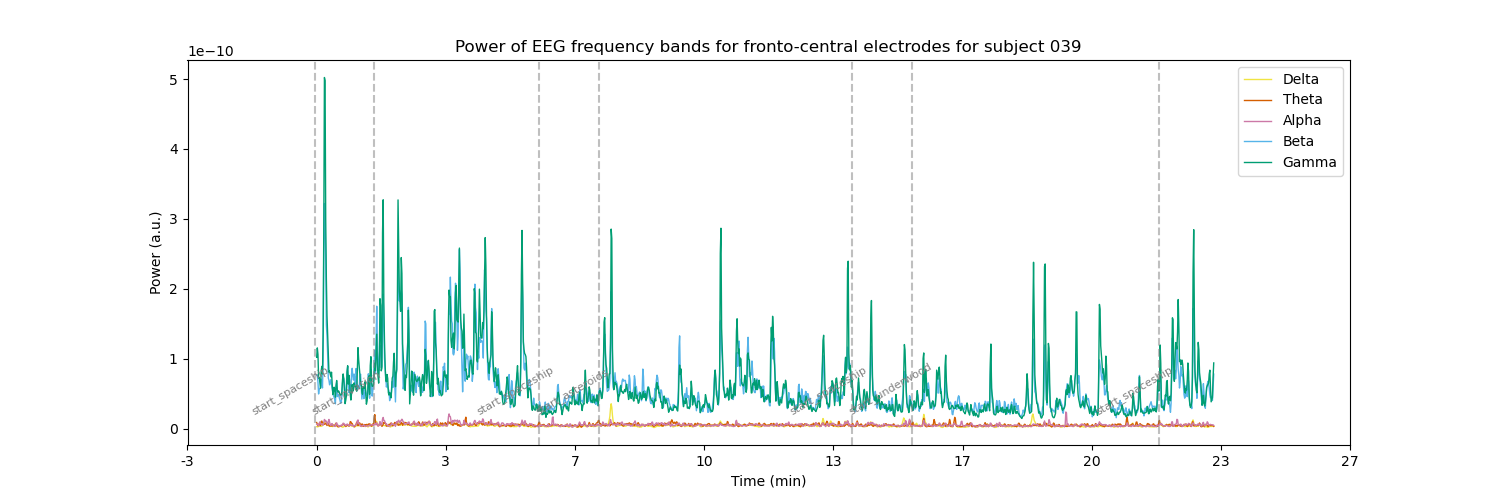 Power of EEG frequency bands for fronto-central electrodes for subject 039
1e−10
5
4
3
2
1
0
Power (a.u.)
Delta
Theta
Alpha
Beta
Gamma
start_spaceship
start_spaceship
start_asteroids
start_spaceship
start_underwood
start_spaceship
-3
0
3
7
10
13
17
20
23
27
Time (min)